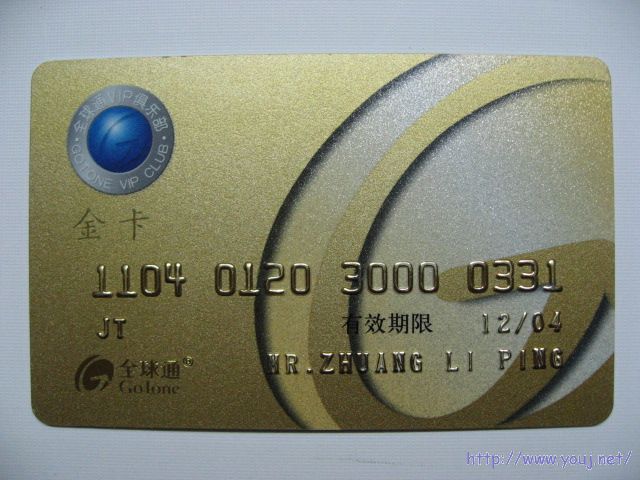 ·全球通VIP俱乐部·
GOTONE VIP CLUB
金卡
1104 0120 3000 0331
JT 有效期限 12/04
MR.ZHUANG LI PING
全球通®
GoTone
http://www.youj.net/